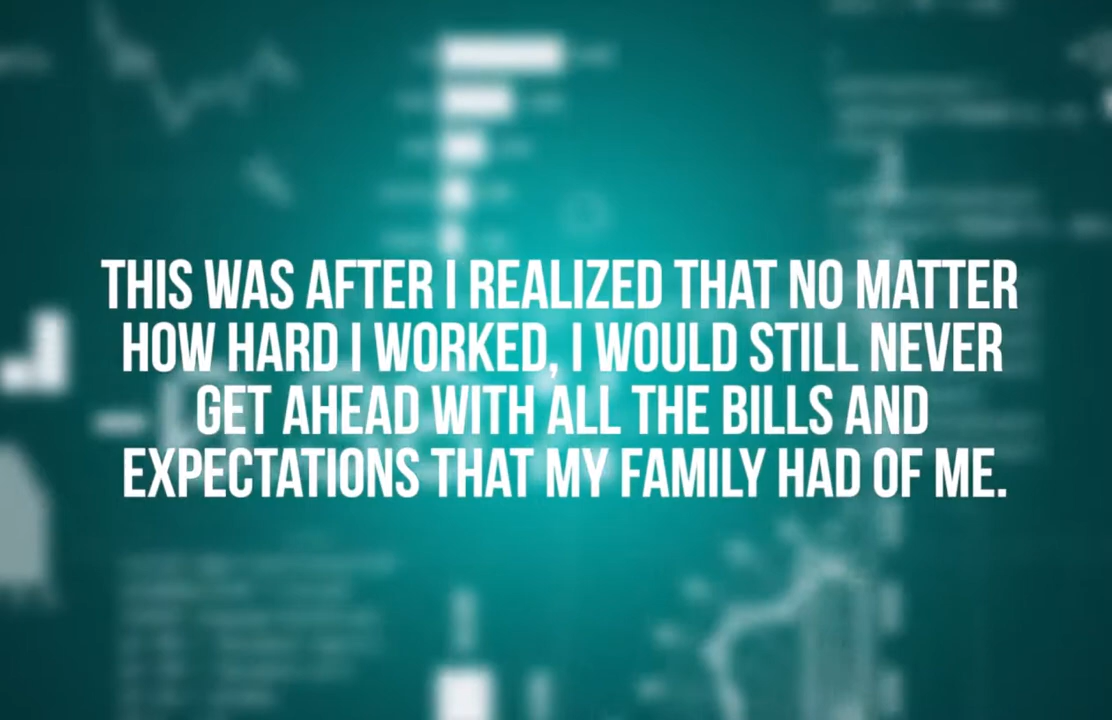 THIS WAS AFTER I REALIZED THAT NO MATTER
HOW HARD I WORKED, I WOULD STILL NEVER
GET AHEAD WITH ALL THE BILLS AND
EXPECTATIONS THAT MY FAMILY HAD OF ME.